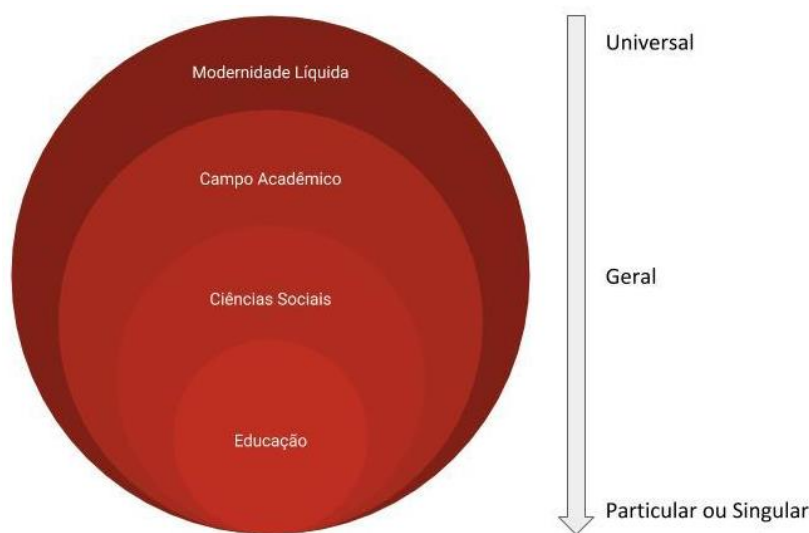 Universal
Modernidade Líquida
Campo Acadêmico
Geral
Ciências Sociais
Educação
Particular ou Singular